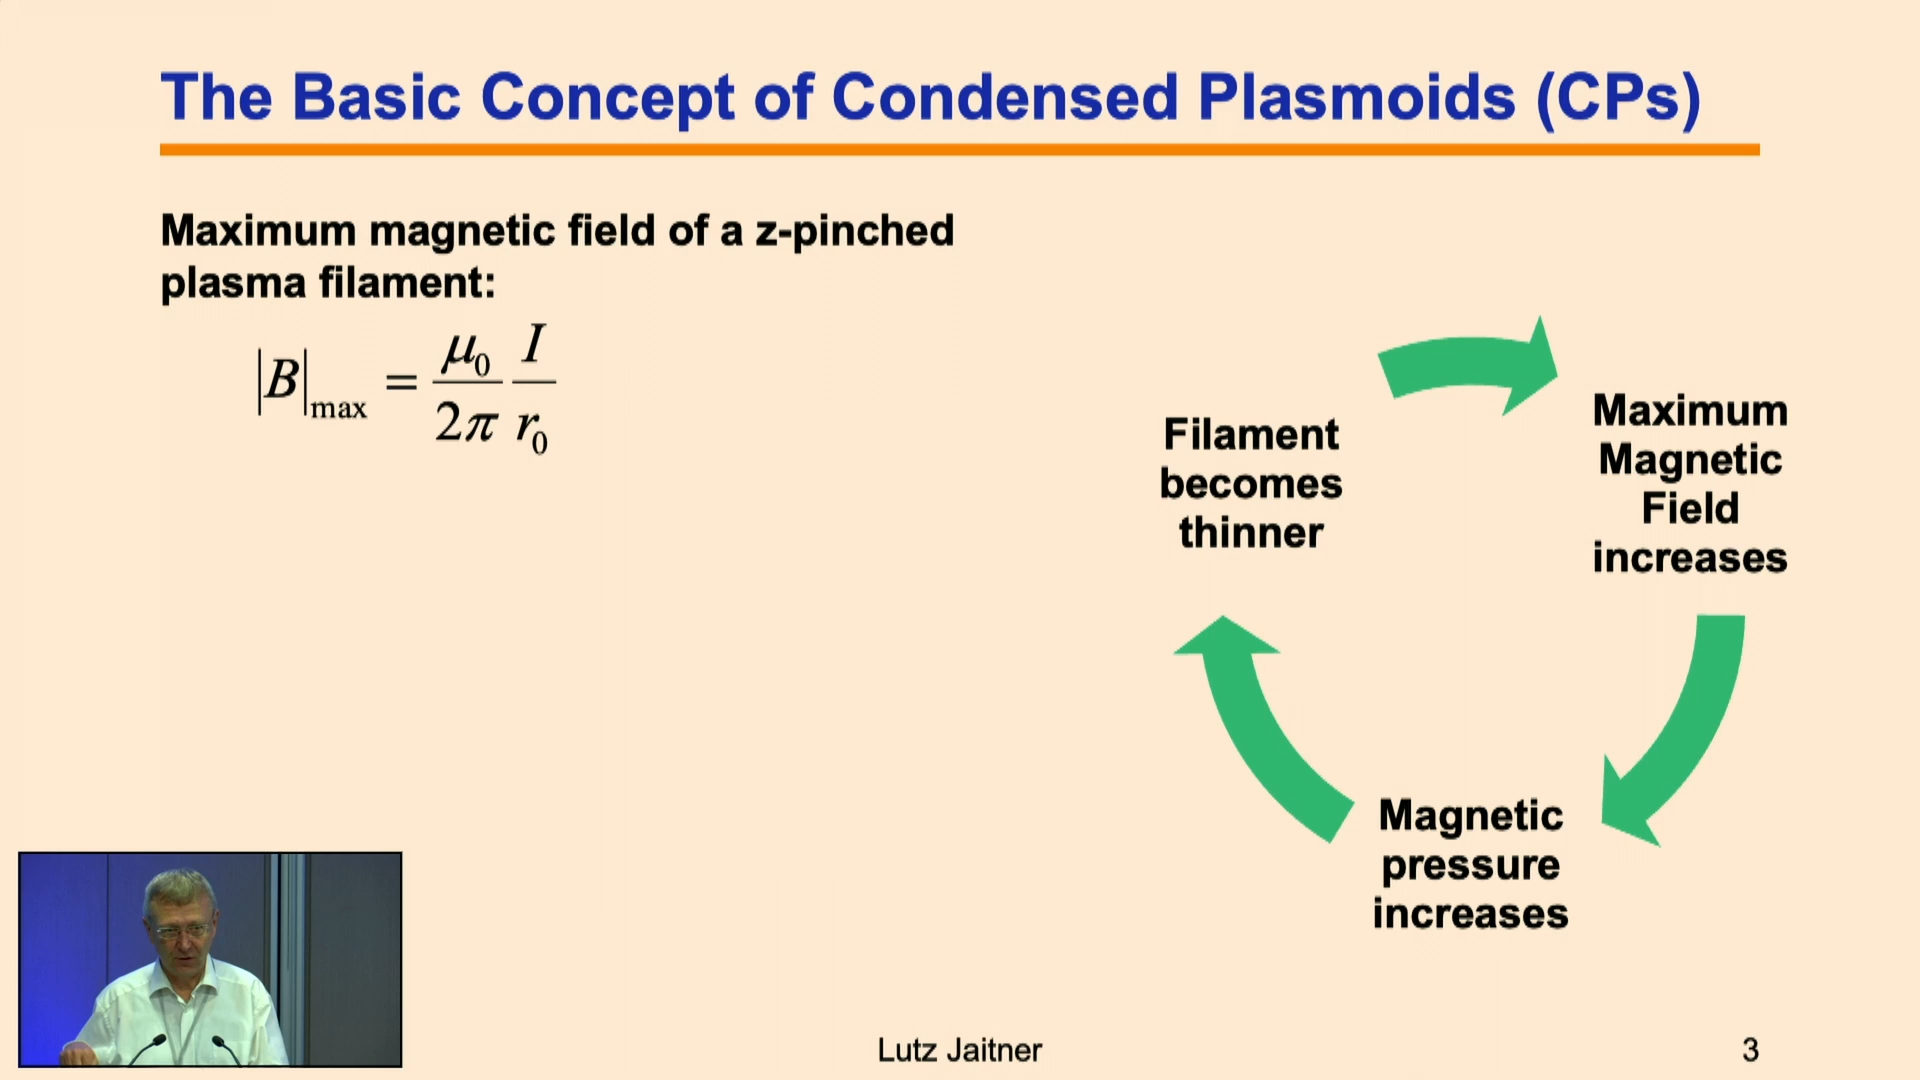 The Basic Concept of Condensed Plasmoids (CPs)
Maximum magnetic field of a z-pinched
plasma filament:
|B|max = μ0/2π I/r0
Filament
becomes
thinner
Maximum
Magnetic
Field
increases
Magnetic
pressure
increases
Lutz Jaitner
3